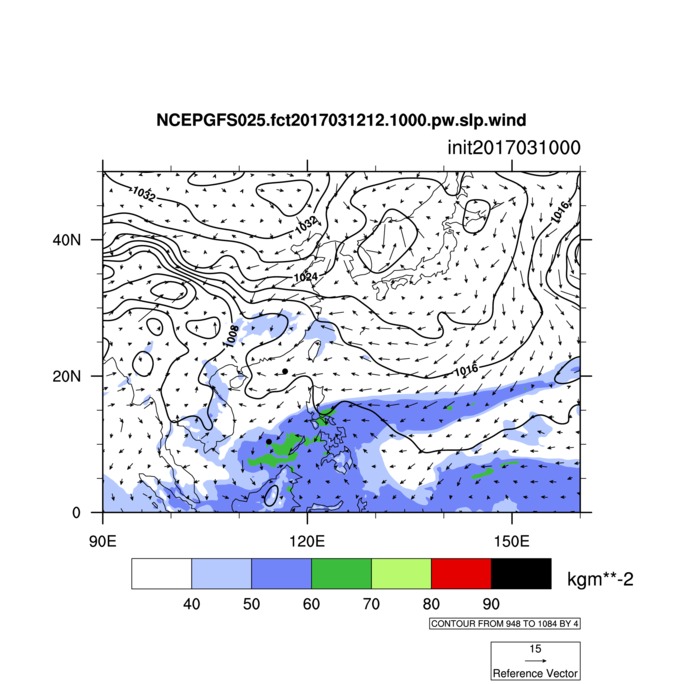 NCEPGFS025.fct2017031212.1000.pw.slp.wind
init2017031000
1032
1032
1016
40N
1024
1008
1016
20N
0
90E 120E 150E
kgm**-2
40 50 60 70 80 90
CONTOUR FROM 948 TO 1084 BY 4
15
Reference Vector